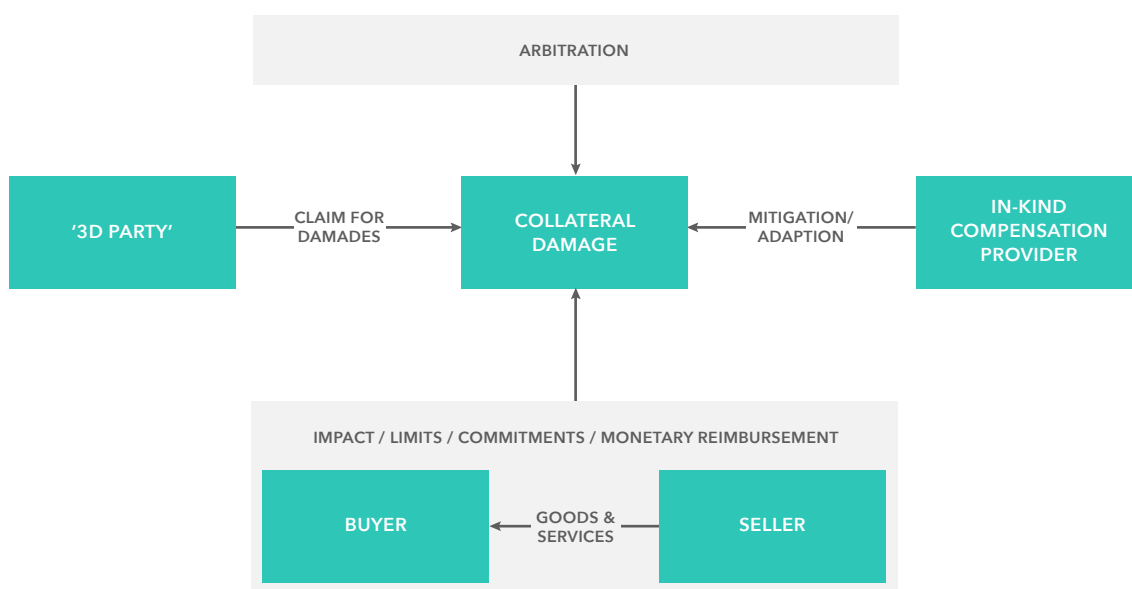 ARBITRATION
‘3D PARTY’
CLAIM FOR
DAMADES
COLLATERAL
DAMAGE
MITIGATION/
ADAPTION
IN-KIND
COMPENSATION
PROVIDER
IMPACT / LIMITS / COMMITMENTS / MONETARY REIMBURSEMENT
BUYER
GOODS &
SERVICES
SELLER